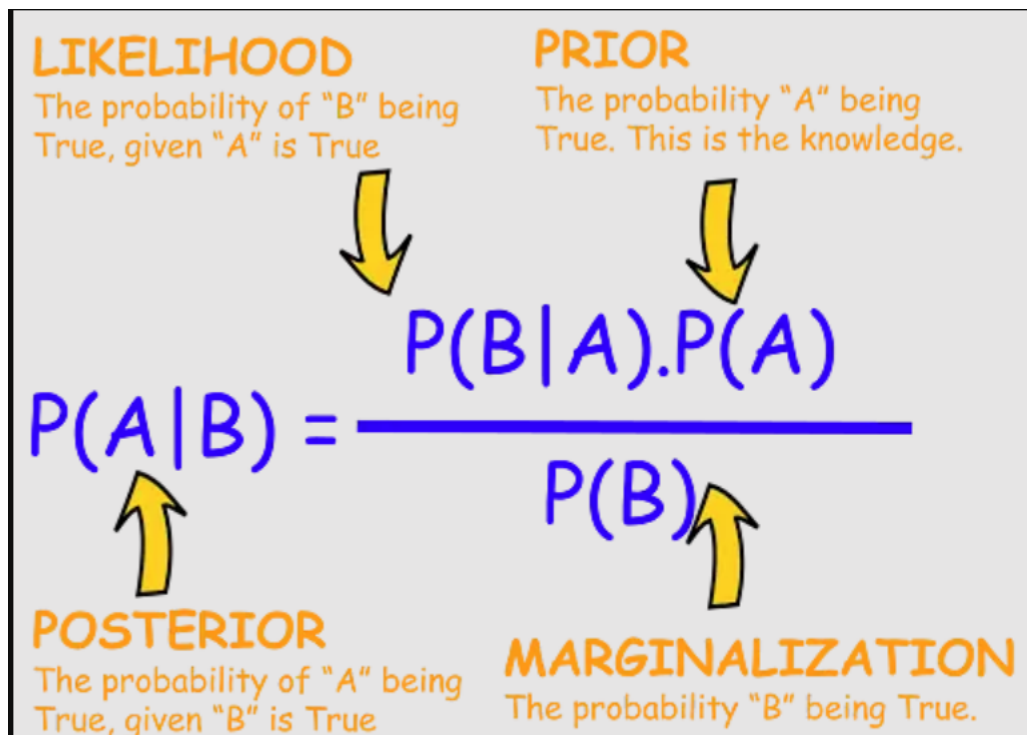 LIKELIHOOD
The probability of “B” being
True, given “A” is True
PRIOR
The probability “A” being
True. This is the knowledge.
P(B|A).P(A)
P(A|B) =
P(B)
POSTERIOR
The probability of “A” being
True, given “B” is True
MARGINALIZATION
The probability “B” being True.